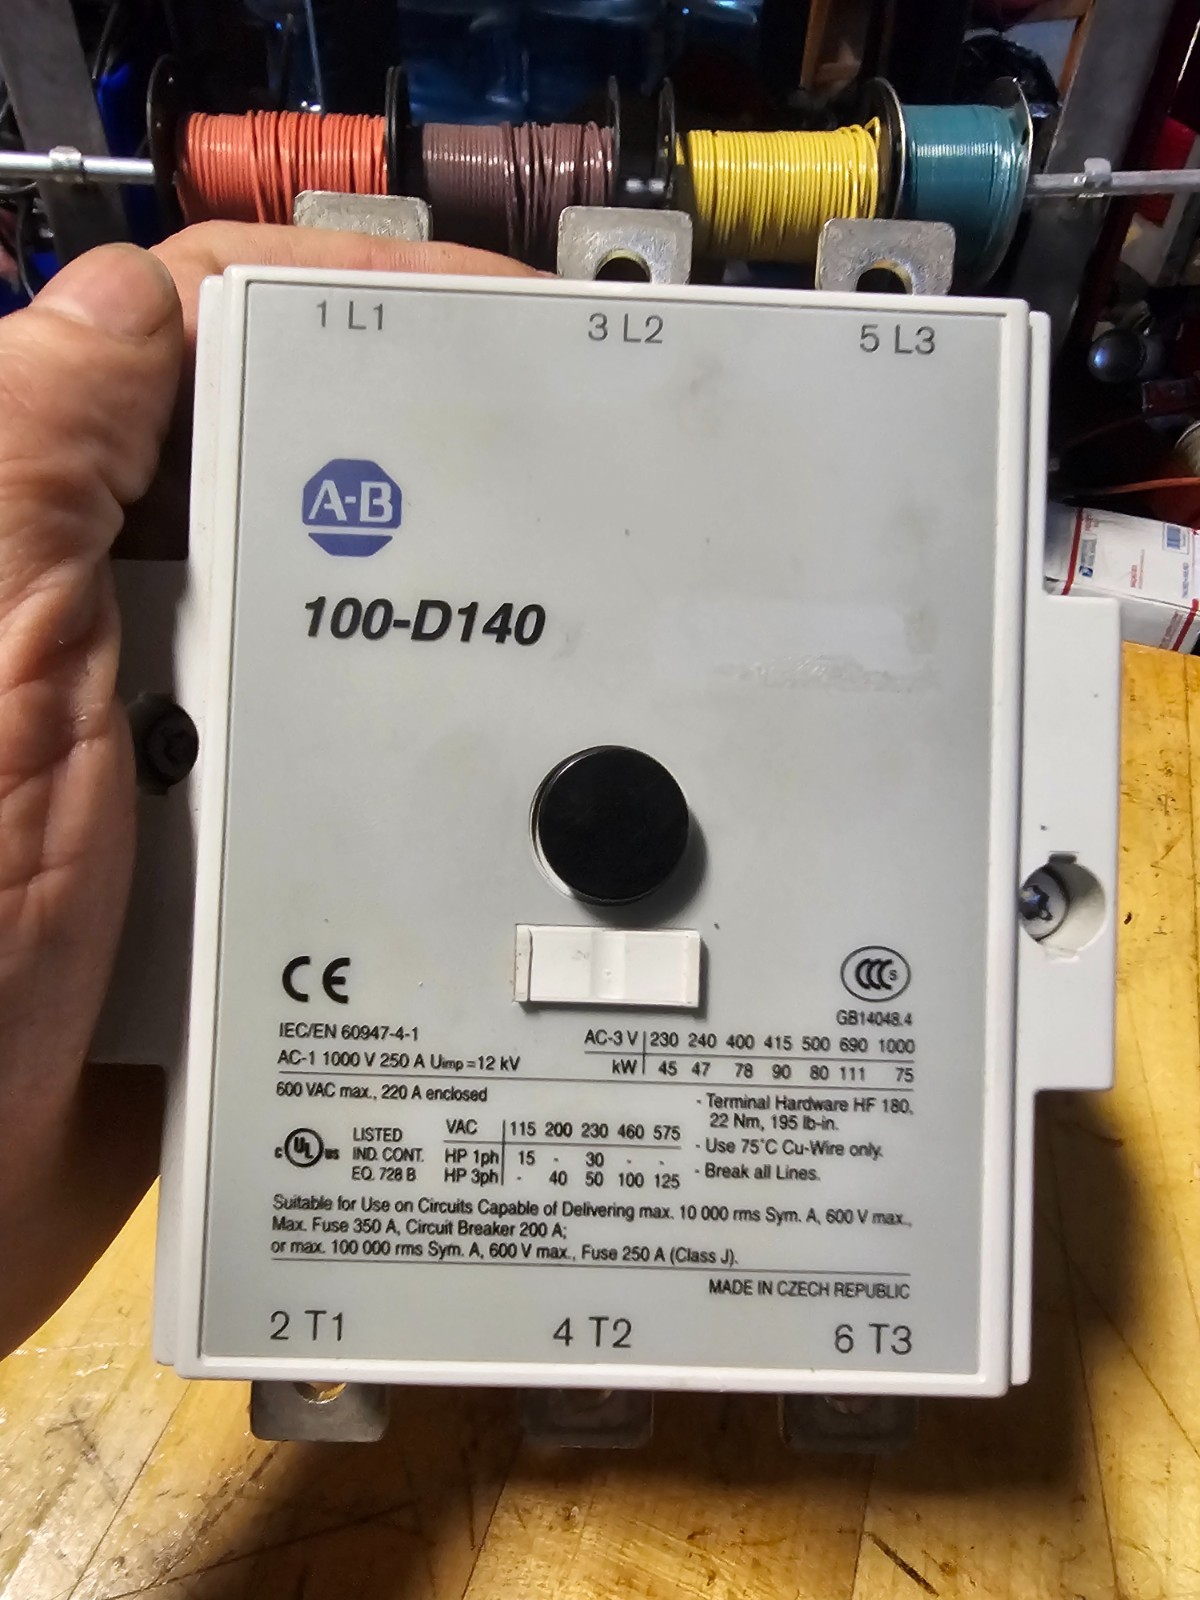 1 L1
3 L2
5 L3
A-B
100-D140
CE
CCC S
GB14048.4
IEC/EN 60947-4-1
AC-1 1000 V 250 A Uimp =12 kV
AC-3 V 230 240 400 415 500 690 1000
kW 45 47 78 90 80 111 75
600 VAC max., 220 A enclosed
- Terminal Hardware HF 180,
22 Nm, 195 lb-in.
- Use 75°C Cu-Wire only.
- Break all Lines.
c UL us
LISTED
IND. CONT.
EQ. 728 B
VAC 115 200 230 460 575
HP 1ph 15 - 30 - -
HP 3ph - 40 50 100 125
Suitable for Use on Circuits Capable of Delivering max. 10 000 rms Sym. A, 600 V max.,
Max. Fuse 350 A, Circuit Breaker 200 A;
or max. 100 000 rms Sym. A, 600 V max., Fuse 250 A (Class J).
MADE IN CZECH REPUBLIC
2 T1
4 T2
6 T3